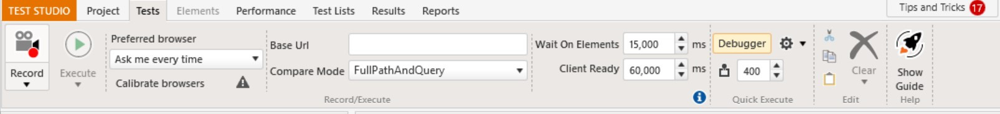 TEST STUDIO Project Tests Elements Performance Test Lists Results Reports Tips and Tricks 17
Record
Execute
Preferred browser
Ask me every time
Calibrate browsers
Base Url
Compare Mode FullPathAndQuery
Record/Execute
Wait On Elements 15,000 ms
Client Ready 60,000 ms
i
Debugger
400
Quick Execute
Clear
Edit
Show
Guide
Help